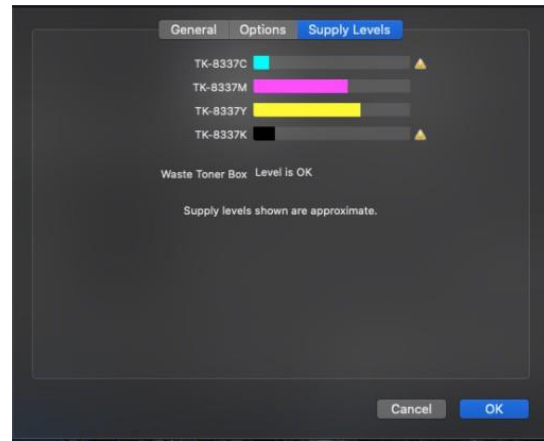 General Options Supply Levels
TK-8337C
TK-8337M
TK-8337Y
TK-8337K
Waste Toner Box Level is OK
Supply levels shown are approximate.
Cancel OK